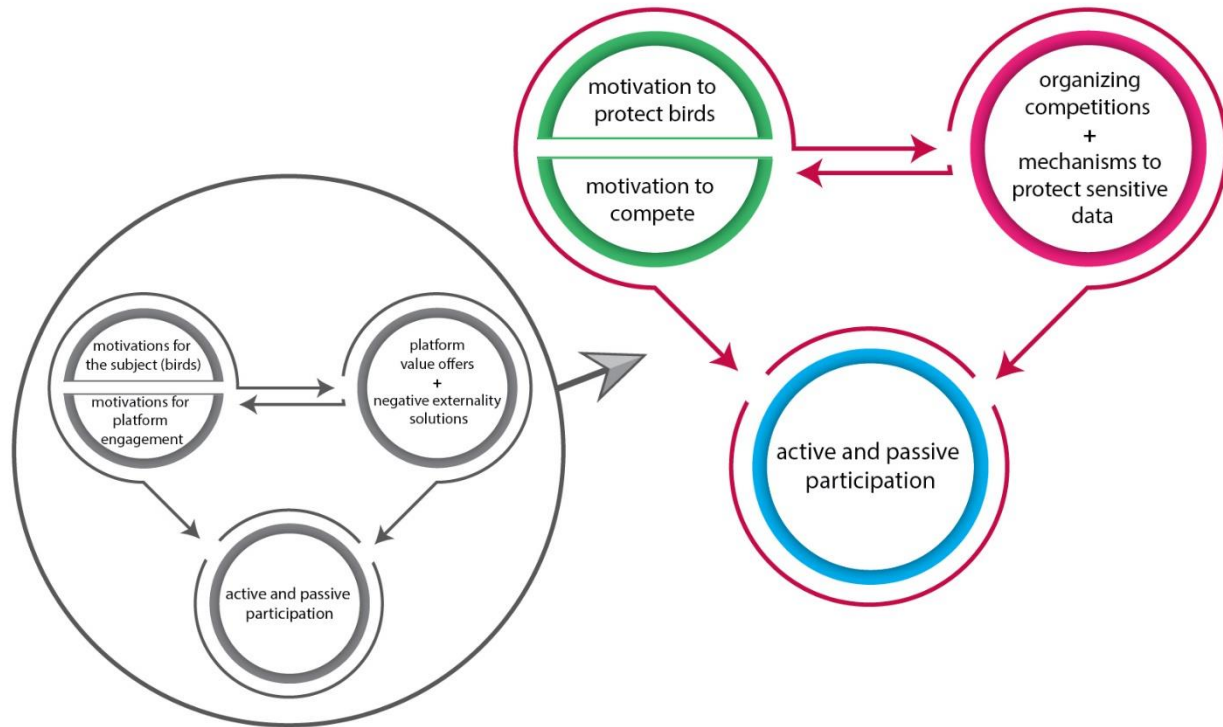 motivation to
protect birds
motivation to
compete
organizing
competitions
+
mechanisms to
protect sensitive
data
active and passive
participation
motivations for
the subject (birds)
motivations for
platform
engagement
platform
value offers
+
negative externality
solutions
active and passive
participation